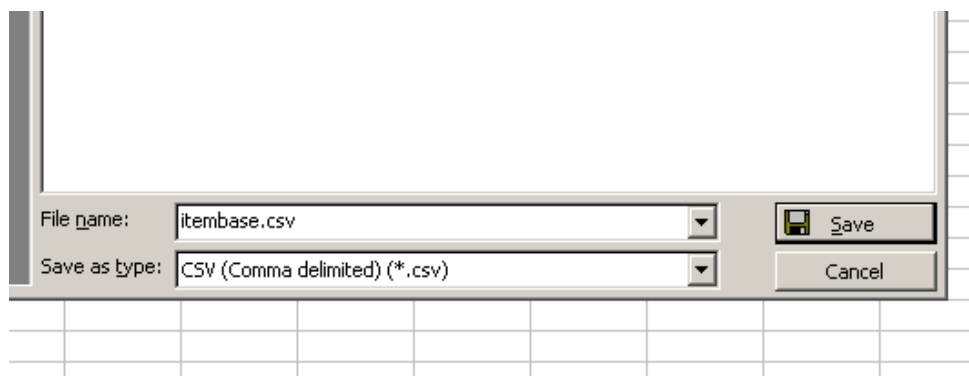 File name: itembase.csv Save
Save as type: CSV (Comma delimited) (*.csv) Cancel